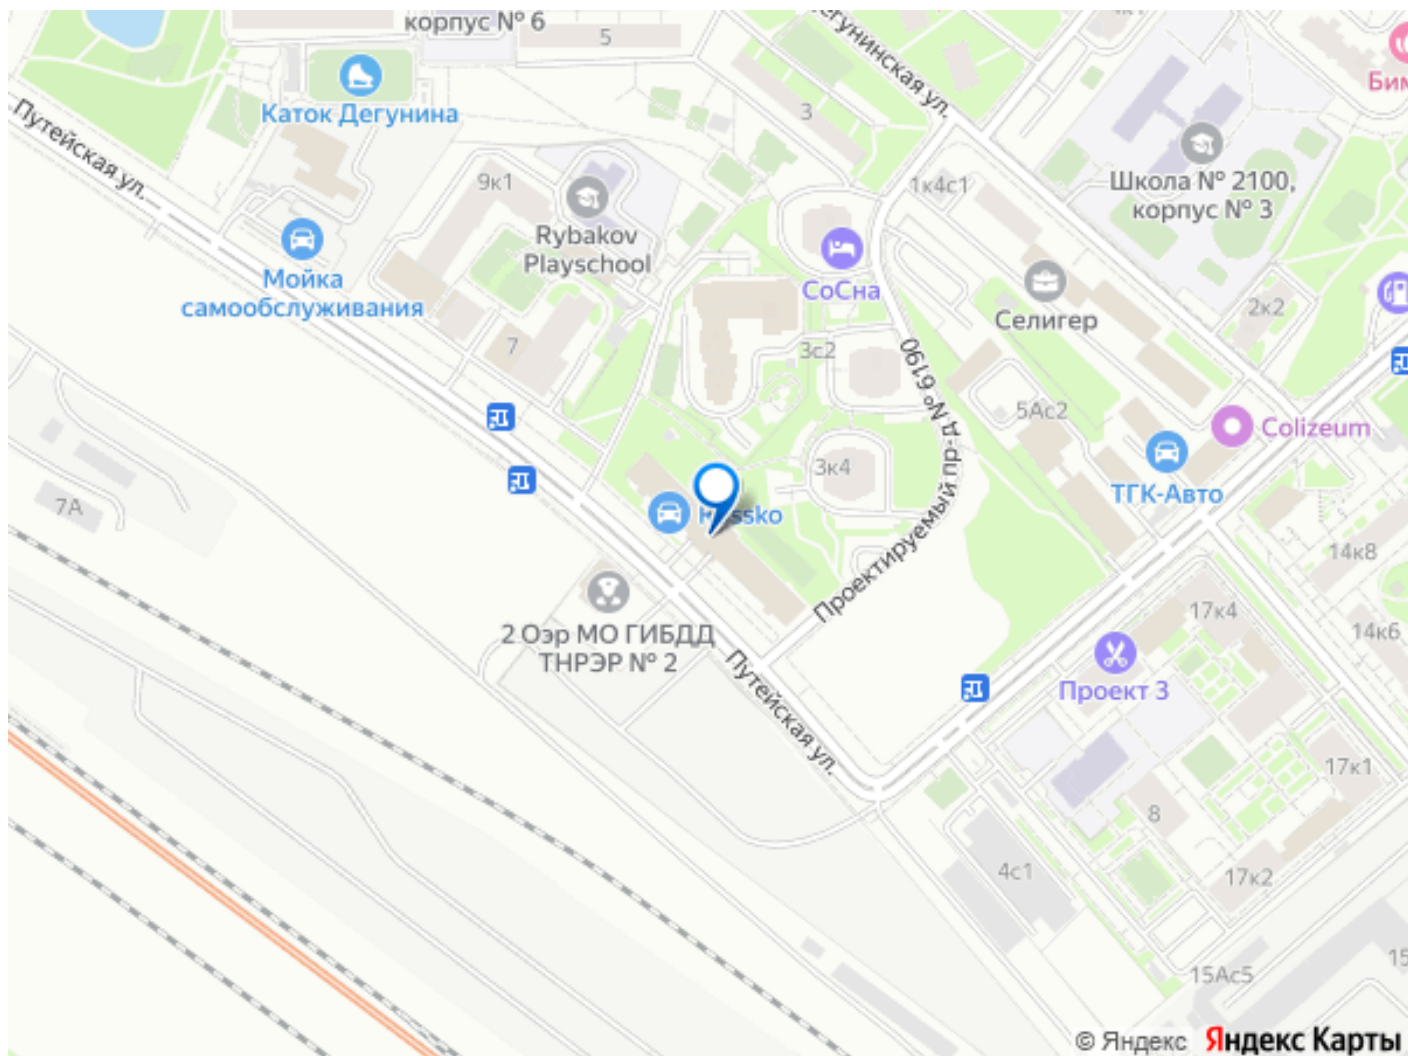 корпус № 6
5
Дегунинская ул.
4к1
Бим
Каток Дегунина
3
Путейская ул.
Школа № 2100,
корпус № 3
9к1
1к4с1
Rybakov
Playschool
Мойка
самообслуживания
СоСна
Селигер
2к2
7
3с2
Проектируемый пр-д № 6190
5Ас2
Colizeum
3к4
ТГК-Авто
7А
14к8
17к4
14к6
2 Оэр МО ГИБДД
ТНРЭР № 2
Путейская ул.
Проект 3
17к1
8
4с1
17к2
15Ас5
15
© Яндекс Яндекс Карты